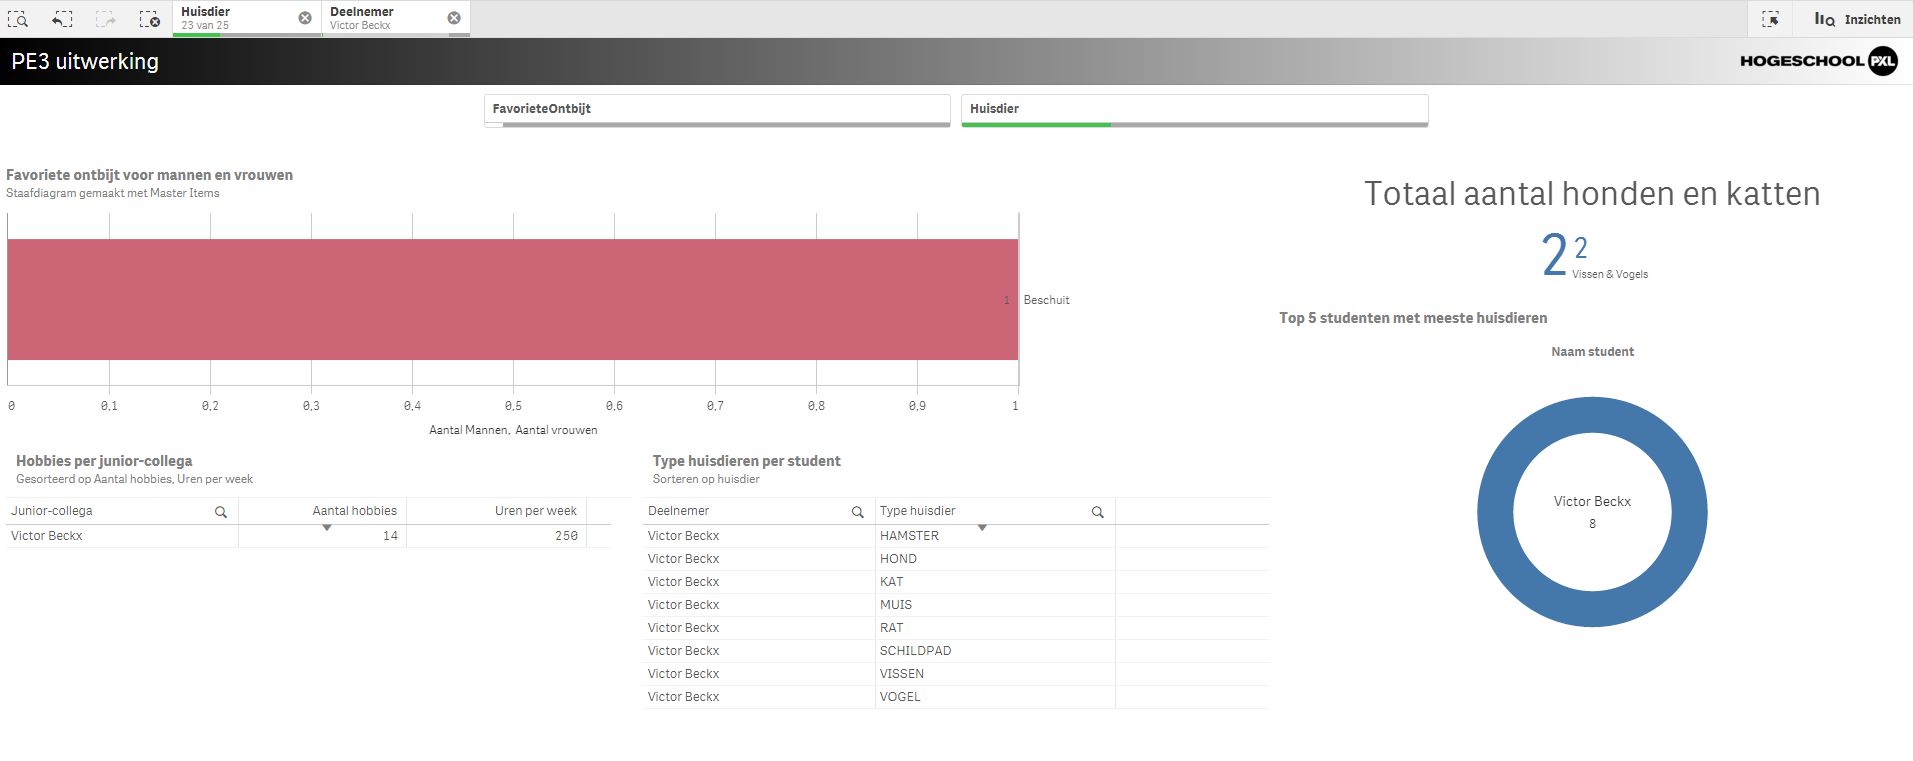 Huisdier
23 van 25
Deelnemer
Victor Beckx
Inzichten
PE3 uitwerking
HOGESCHOOL PXL
FavorieteOntbijt
Huisdier
Favoriete ontbijt voor mannen en vrouwen
Staafdiagram gemaakt met Master Items
1
Beschuit
0 0,1 0,2 0,3 0,4 0,5 0,6 0,7 0,8 0,9 1
Aantal Mannen, Aantal vrouwen
Totaal aantal honden en katten
2 2
Vissen & Vogels
Top 5 studenten met meeste huisdieren
Naam student
Victor Beckx
8
Hobbies per junior-collega
Gesorteerd op Aantal hobbies, Uren per week
Junior-collega Aantal hobbies Uren per week
Victor Beckx 14 250
Type huisdieren per student
Sorteren op huisdier
Deelnemer Type huisdier
Victor Beckx HAMSTER
Victor Beckx HOND
Victor Beckx KAT
Victor Beckx MUIS
Victor Beckx RAT
Victor Beckx SCHILDPAD
Victor Beckx VISSEN
Victor Beckx VOGEL